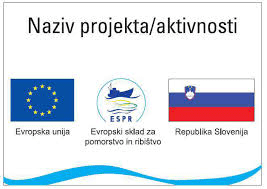 Naziv projekta/aktivnosti
ESPR
Evropska unija
Evropski sklad za
pomorstvo in ribištvo
Republika Slovenija